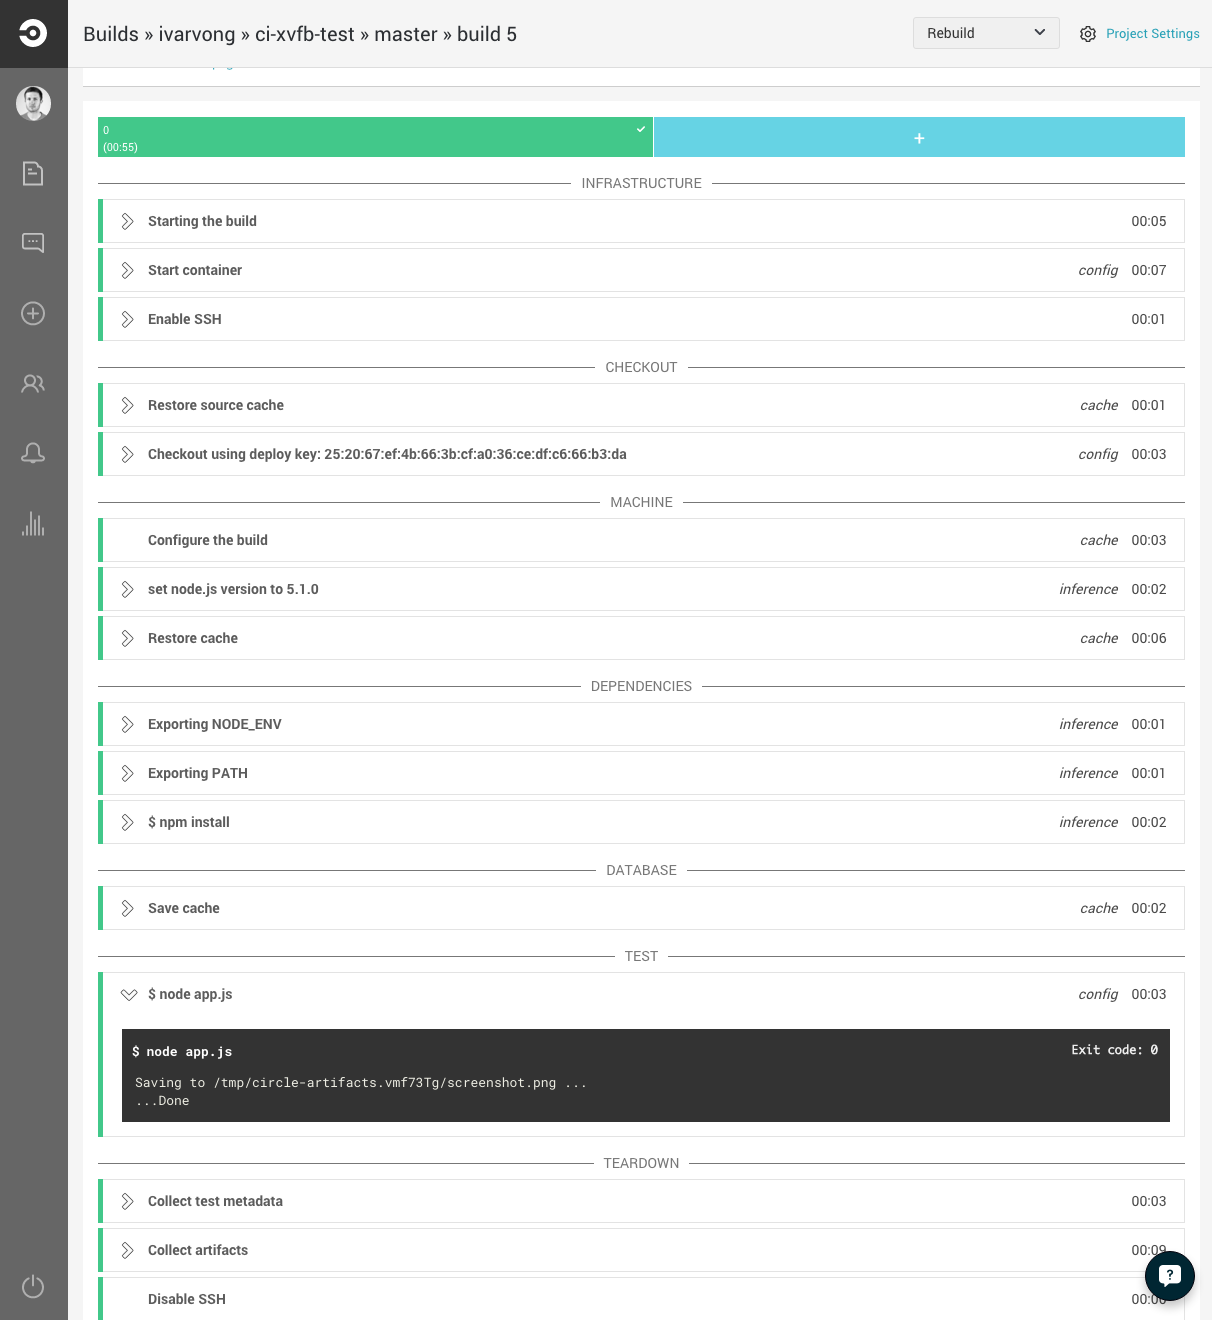 Builds » ivarvong » ci-xvfb-test » master » build 5
Rebuild
Project Settings
0
(00:55)
+
INFRASTRUCTURE
Starting the build 00:05
Start container config 00:07
Enable SSH 00:01
CHECKOUT
Restore source cache cache 00:01
Checkout using deploy key: 25:20:67:ef:4b:66:3b:cf:a0:36:ce:df:c6:66:b3:da config 00:03
MACHINE
Configure the build cache 00:03
set node.js version to 5.1.0 inference 00:02
Restore cache cache 00:06
DEPENDENCIES
Exporting NODE_ENV inference 00:01
Exporting PATH inference 00:01
$ npm install inference 00:02
DATABASE
Save cache cache 00:02
TEST
$ node app.js config 00:03
$ node app.js Exit code: 0
Saving to /tmp/circle-artifacts.vmf73Tg/screenshot.png ...
...Done
TEARDOWN
Collect test metadata 00:03
Collect artifacts 00:09
Disable SSH